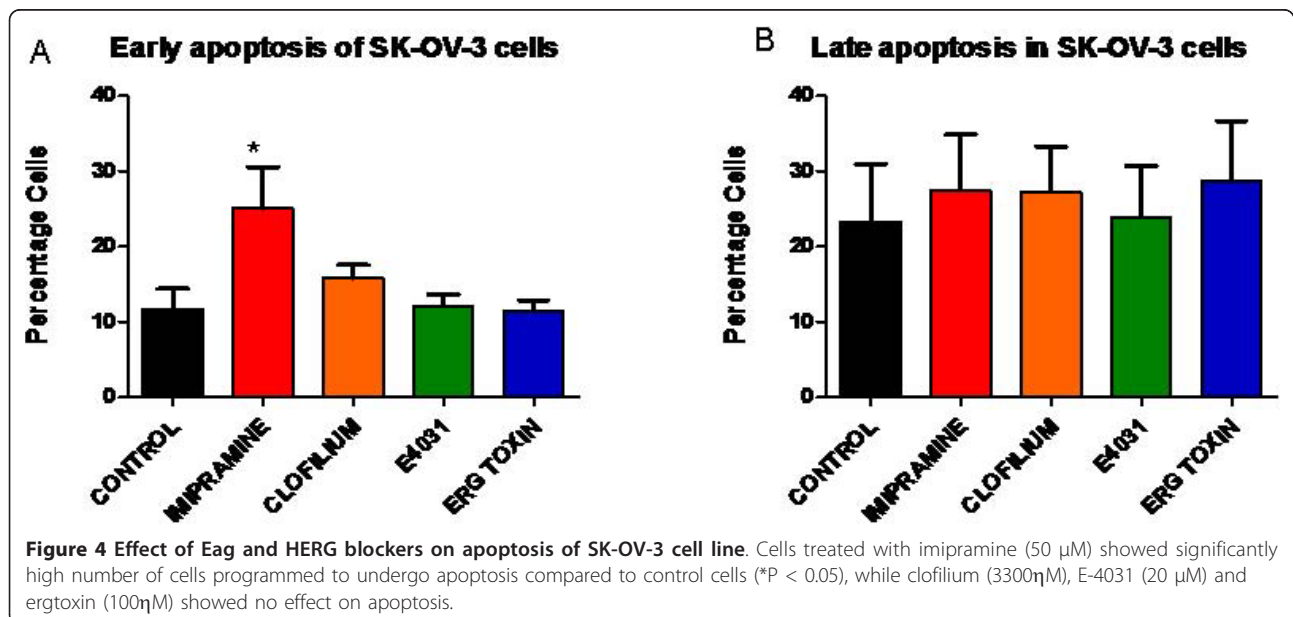 A
Early apoptosis of SK-OV-3 cells
Percentage Cells
40
30
20
10
0
*
CONTROL
IMIPRAMINE
CLOFILIUM
E4031
ERG TOXIN
B
Late apoptosis in SK-OV-3 cells
Percentage Cells
40
30
20
10
0
CONTROL
IMIPRAMINE
CLOFILIUM
E4031
ERG TOXIN
Figure 4 Effect of Eag and HERG blockers on apoptosis of SK-OV-3 cell line. Cells treated with imipramine (50 μM) showed significantly
high number of cells programmed to undergo apoptosis compared to control cells (*P < 0.05), while clofilium (3300ηM), E-4031 (20 μM) and
ergtoxin (100ηM) showed no effect on apoptosis.